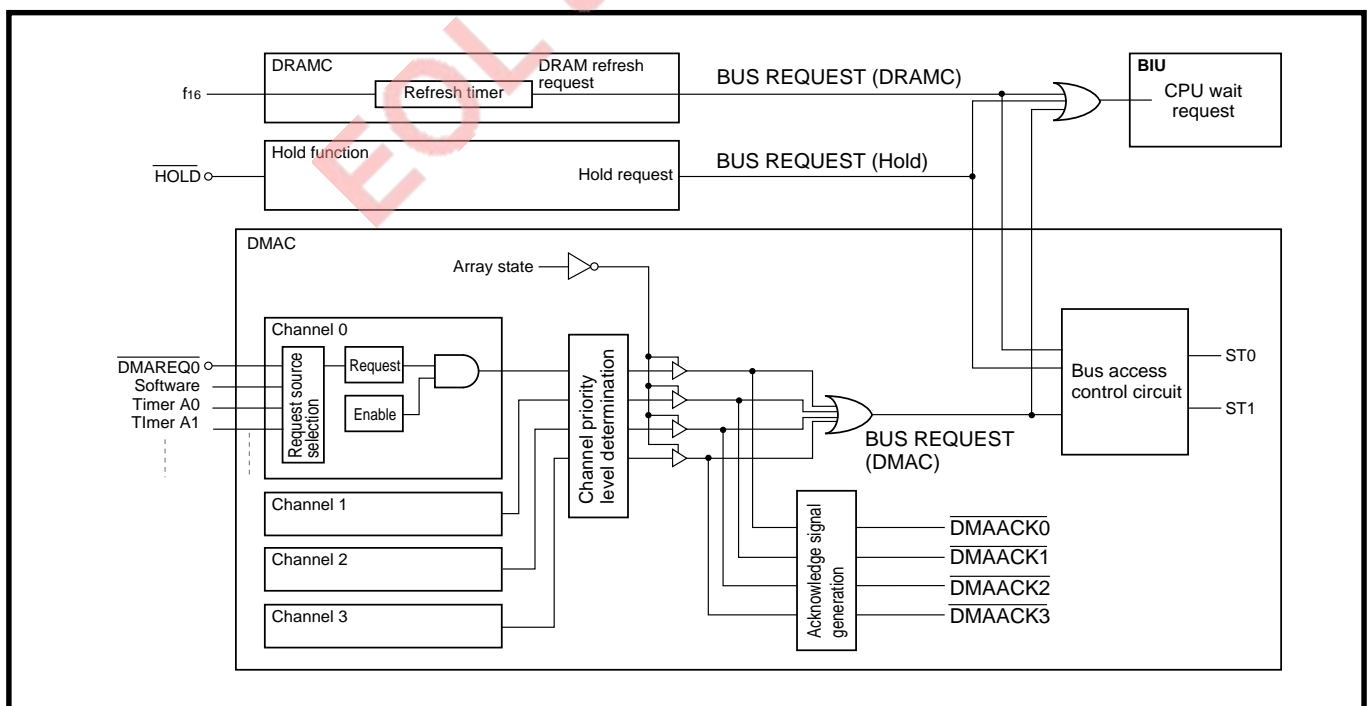 EOL
DRAMC
DRAM refresh
request
f16
Refresh timer
BUS REQUEST (DRAMC)
BIU
CPU wait
request
Hold function
HOLD
Hold request
BUS REQUEST (Hold)
DMAC
Array state
Channel 0
DMAREQ0
Software
Timer A0
TImer A1
Request source
selection
Request
Enable
Channel priority
level determination
BUS REQUEST
(DMAC)
Bus access
control circuit
ST0
ST1
Channel 1
Channel 2
Channel 3
Acknowledge signal
generation
DMAACK0
DMAACK1
DMAACK2
DMAACK3